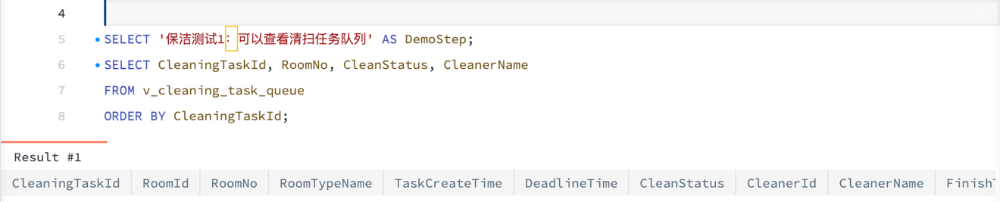 4
5 SELECT '保洁测试1：可以查看清扫任务队列' AS DemoStep;
6 SELECT CleaningTaskId, RoomNo, CleanStatus, CleanerName
7 FROM v_cleaning_task_queue
8 ORDER BY CleaningTaskId;
Result #1
CleaningTaskId RoomId RoomNo RoomTypeName TaskCreateTime DeadlineTime CleanStatus CleanerId CleanerName